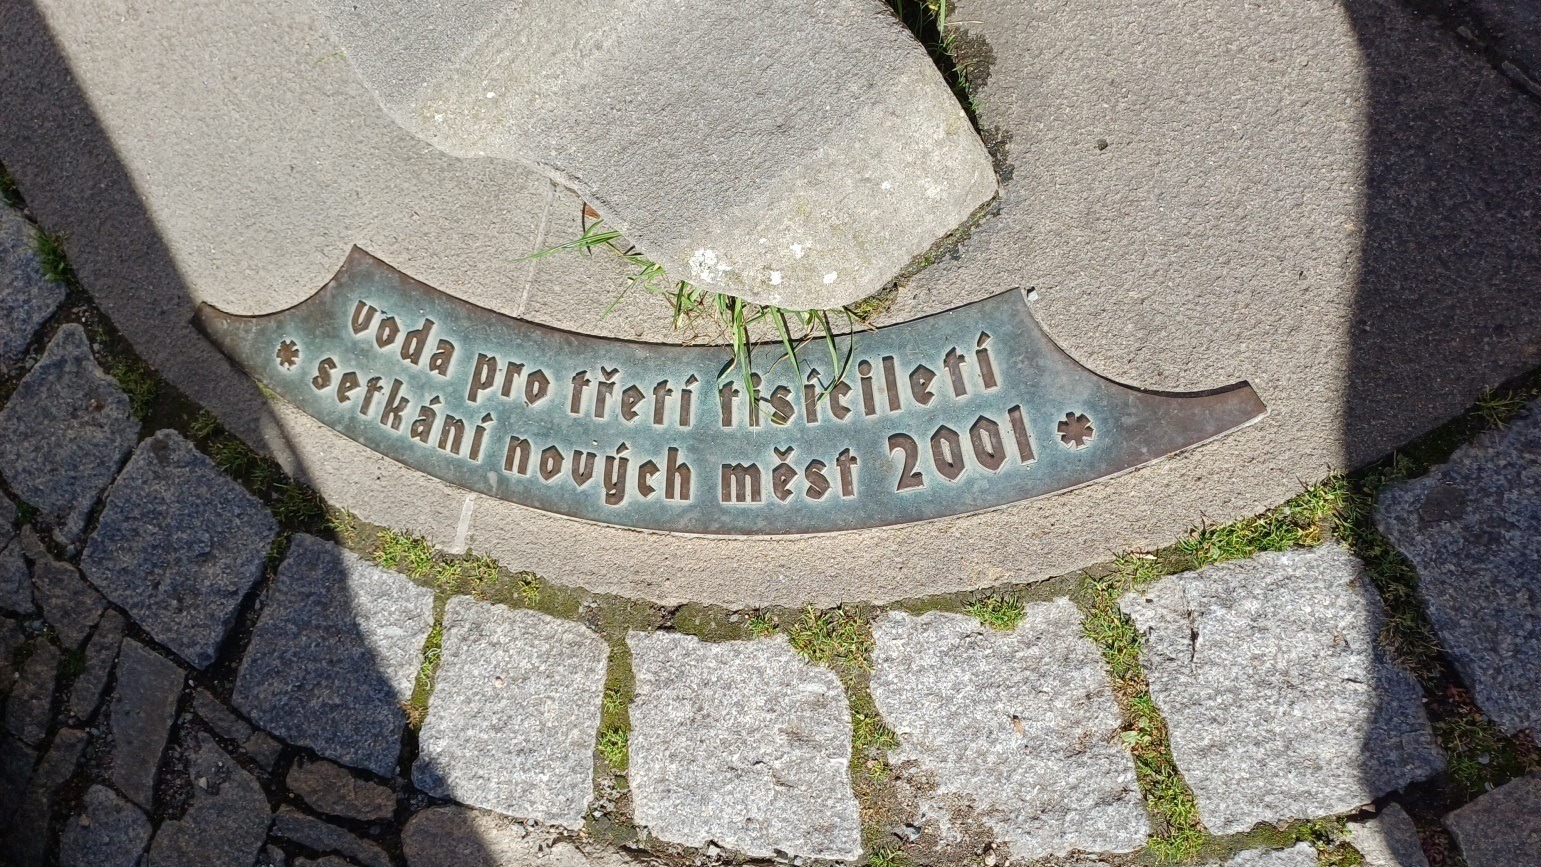 voda pro třetí tisíciletí
* setkání nových měst 2001 *